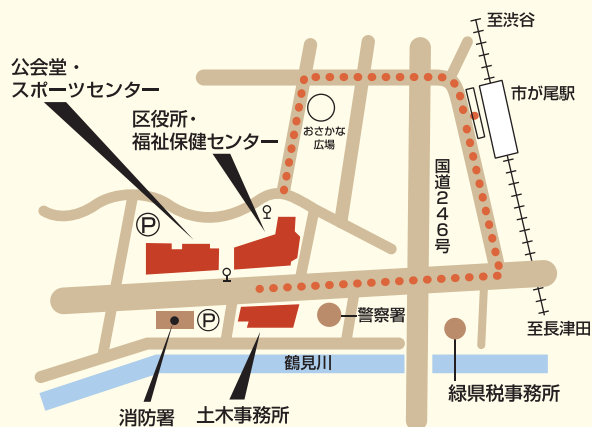 至渋谷
公会堂・
スポーツセンター
市が尾駅
区役所・
福祉保健センター
おさかな
広場
国道246号
P
P
警察署
至長津田
鶴見川
緑県税事務所
消防署
土木事務所